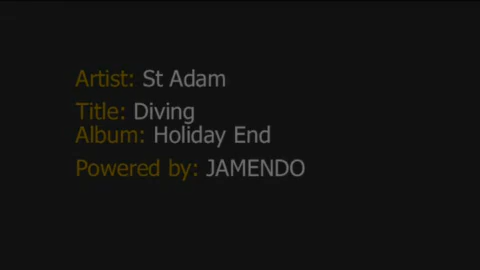 Artist: St Adam
Title: Diving
Album: Holiday End
Powered by: JAMENDO